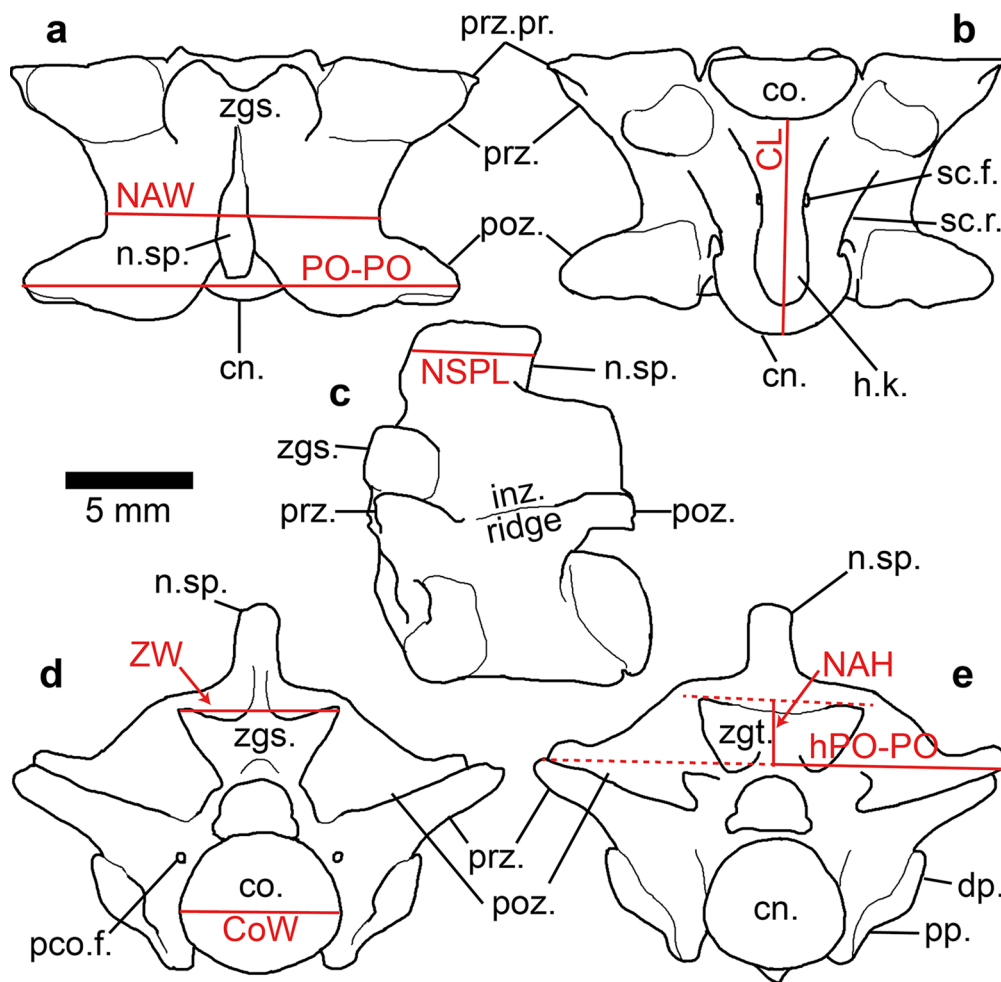 a
prz.pr.
b
zgs.
co.
prz.
CL
NAW
sc.f.
sc.r.
n.sp.
poz.
PO-PO
cn.
cn.
h.k.
NSPL
n.sp.
c
zgs.
5 mm
prz.
inz.
ridge
poz.
n.sp.
n.sp.
ZW
NAH
d
e
zgs.
zgt.
hPO-PO
prz.
poz.
co.
CoW
pco.f.
cn.
dp.
pp.